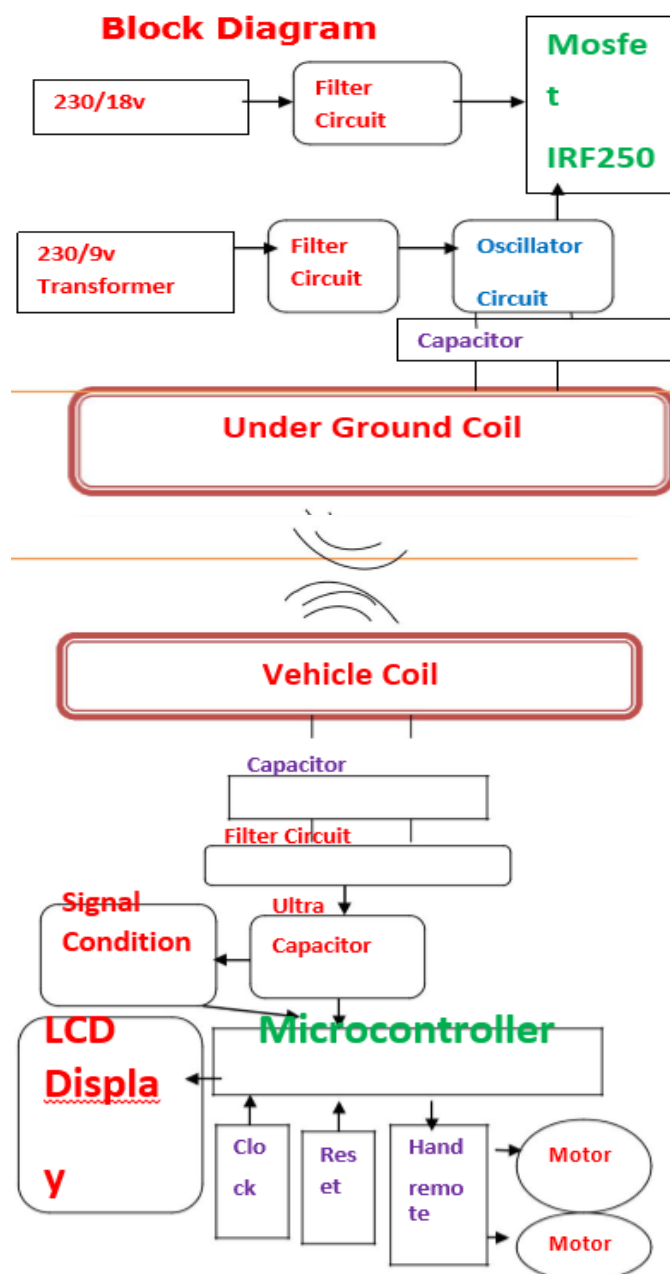 Block Diagram
Mosfe
t
IRF250
230/18v
Filter
Circuit
230/9v
Transformer
Filter
Circuit
Oscillator
Circuit
Capacitor
Under Ground Coil
Vehicle Coil
Capacitor
Filter Circuit
Signal
Condition
Ultra
Capacitor
Microcontroller
LCD
Displa
y
Clo
ck
Res
et
Hand
remo
te
Motor
Motor